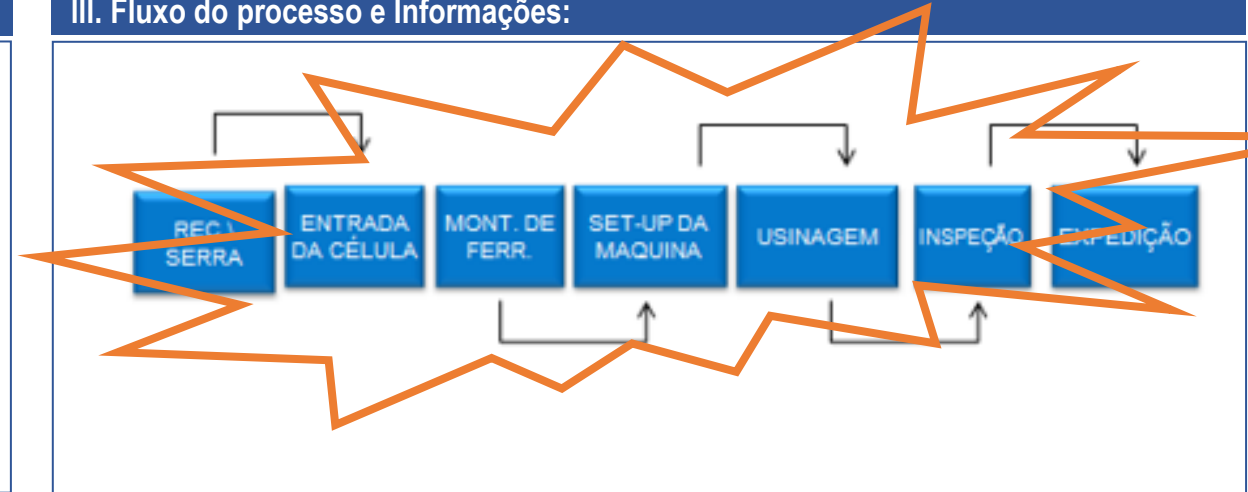 III. Fluxo do processo e Informações:
REC.\
SERRA
ENTRADA
DA CÉLULA
MONT. DE
FERR.
SET-UP DA
MAQUINA
USINAGEM
INSPEÇÃO
EXPEDIÇÃO